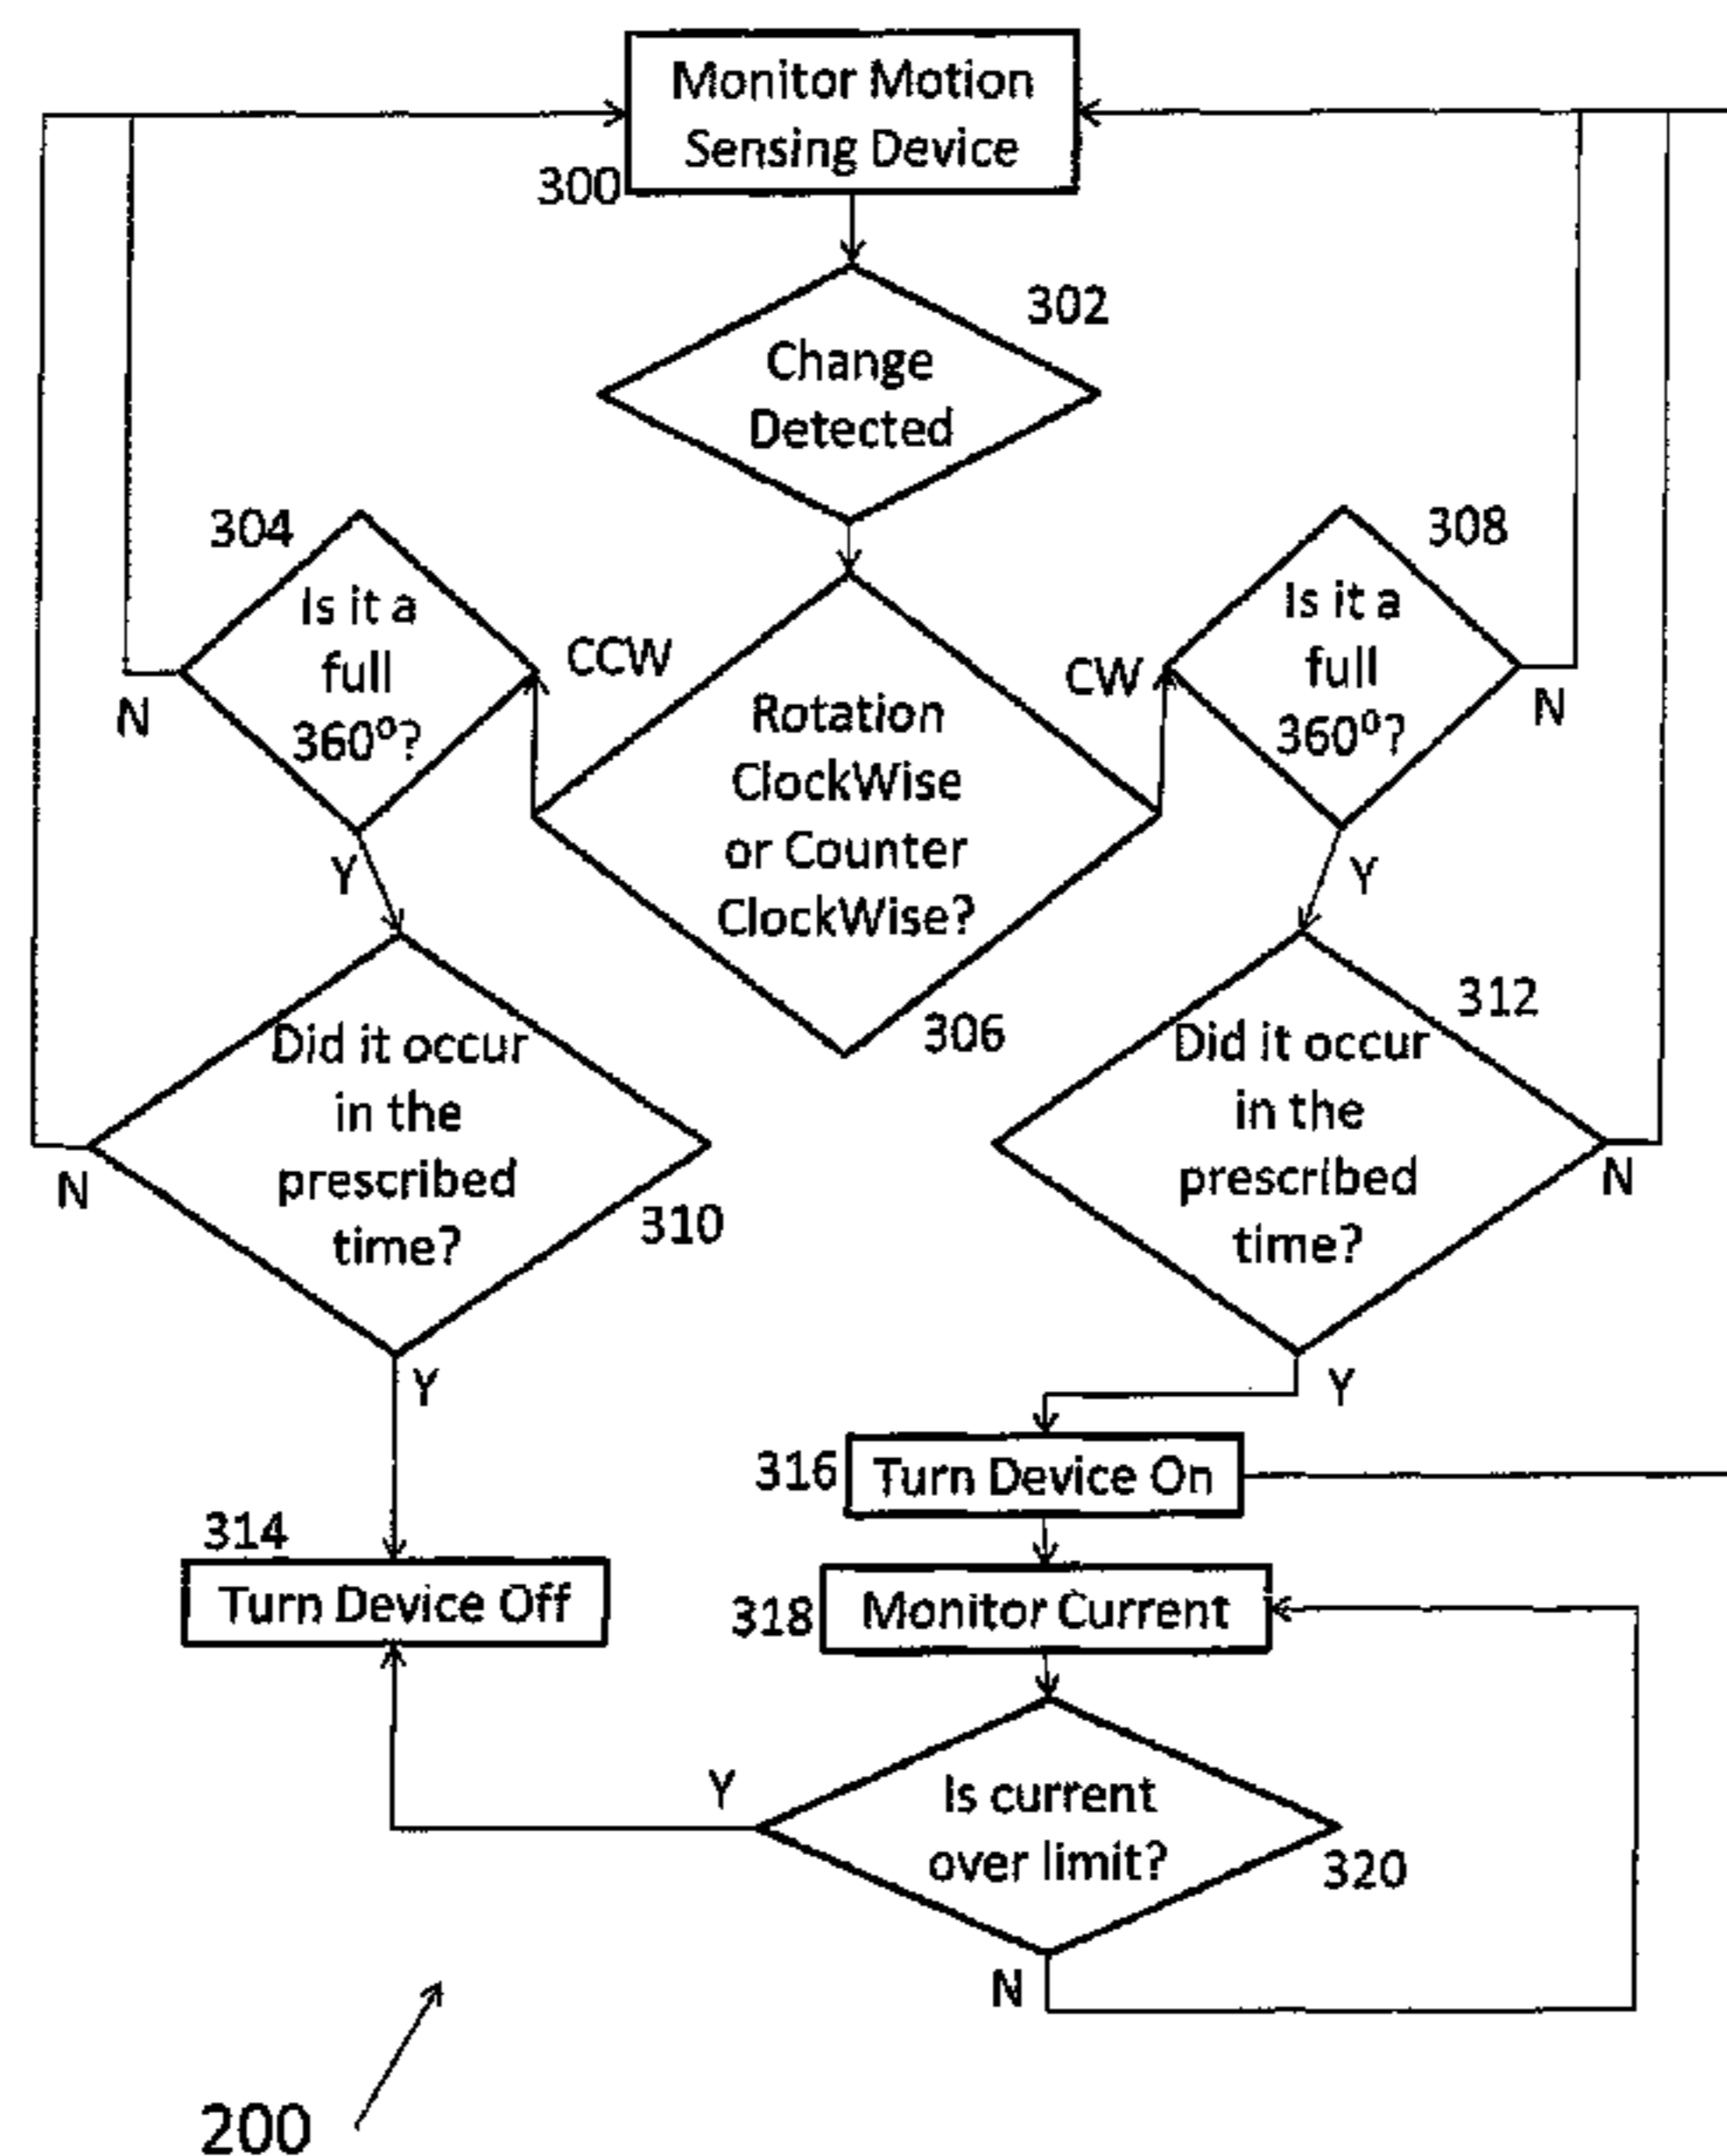 Monitor Motion
Sensing Device
300
302
Change
Detected
304
Is it a
full
360⁰?
CCW
N
Y
308
Is it a
full
360⁰?
CW
N
Y
Rotation
ClockWise
or Counter
ClockWise?
306
Did it occur
in the
prescribed
time?
310
N
Y
312
Did it occur
in the
prescribed
time?
N
Y
316
Turn Device On
314
Turn Device Off
318
Monitor Current
Y
Is current
over limit?
320
N
200